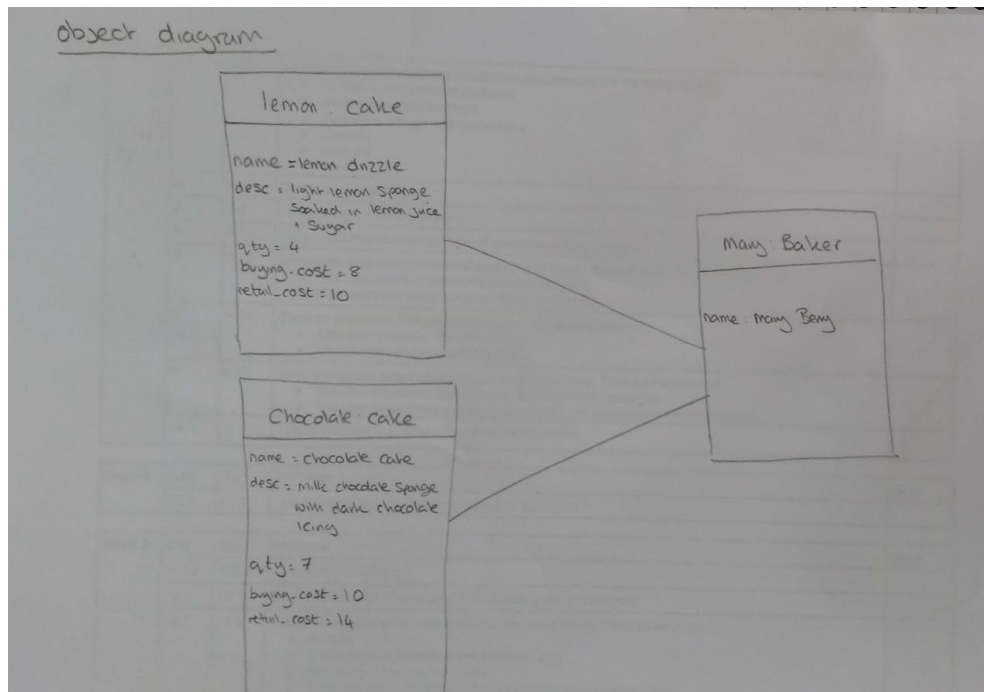 object diagram
lemon : cake
name = lemon drizzle
desc = light lemon sponge
soaked in lemon juice
+ sugar
qty = 4
buying_cost = 8
retail_cost = 10
mary : Baker
name : mary Berry
Chocolate : cake
name = chocolate cake
desc = milk chocolate sponge
with dark chocolate
icing
qty = 7
buying_cost = 10
retail_cost = 14